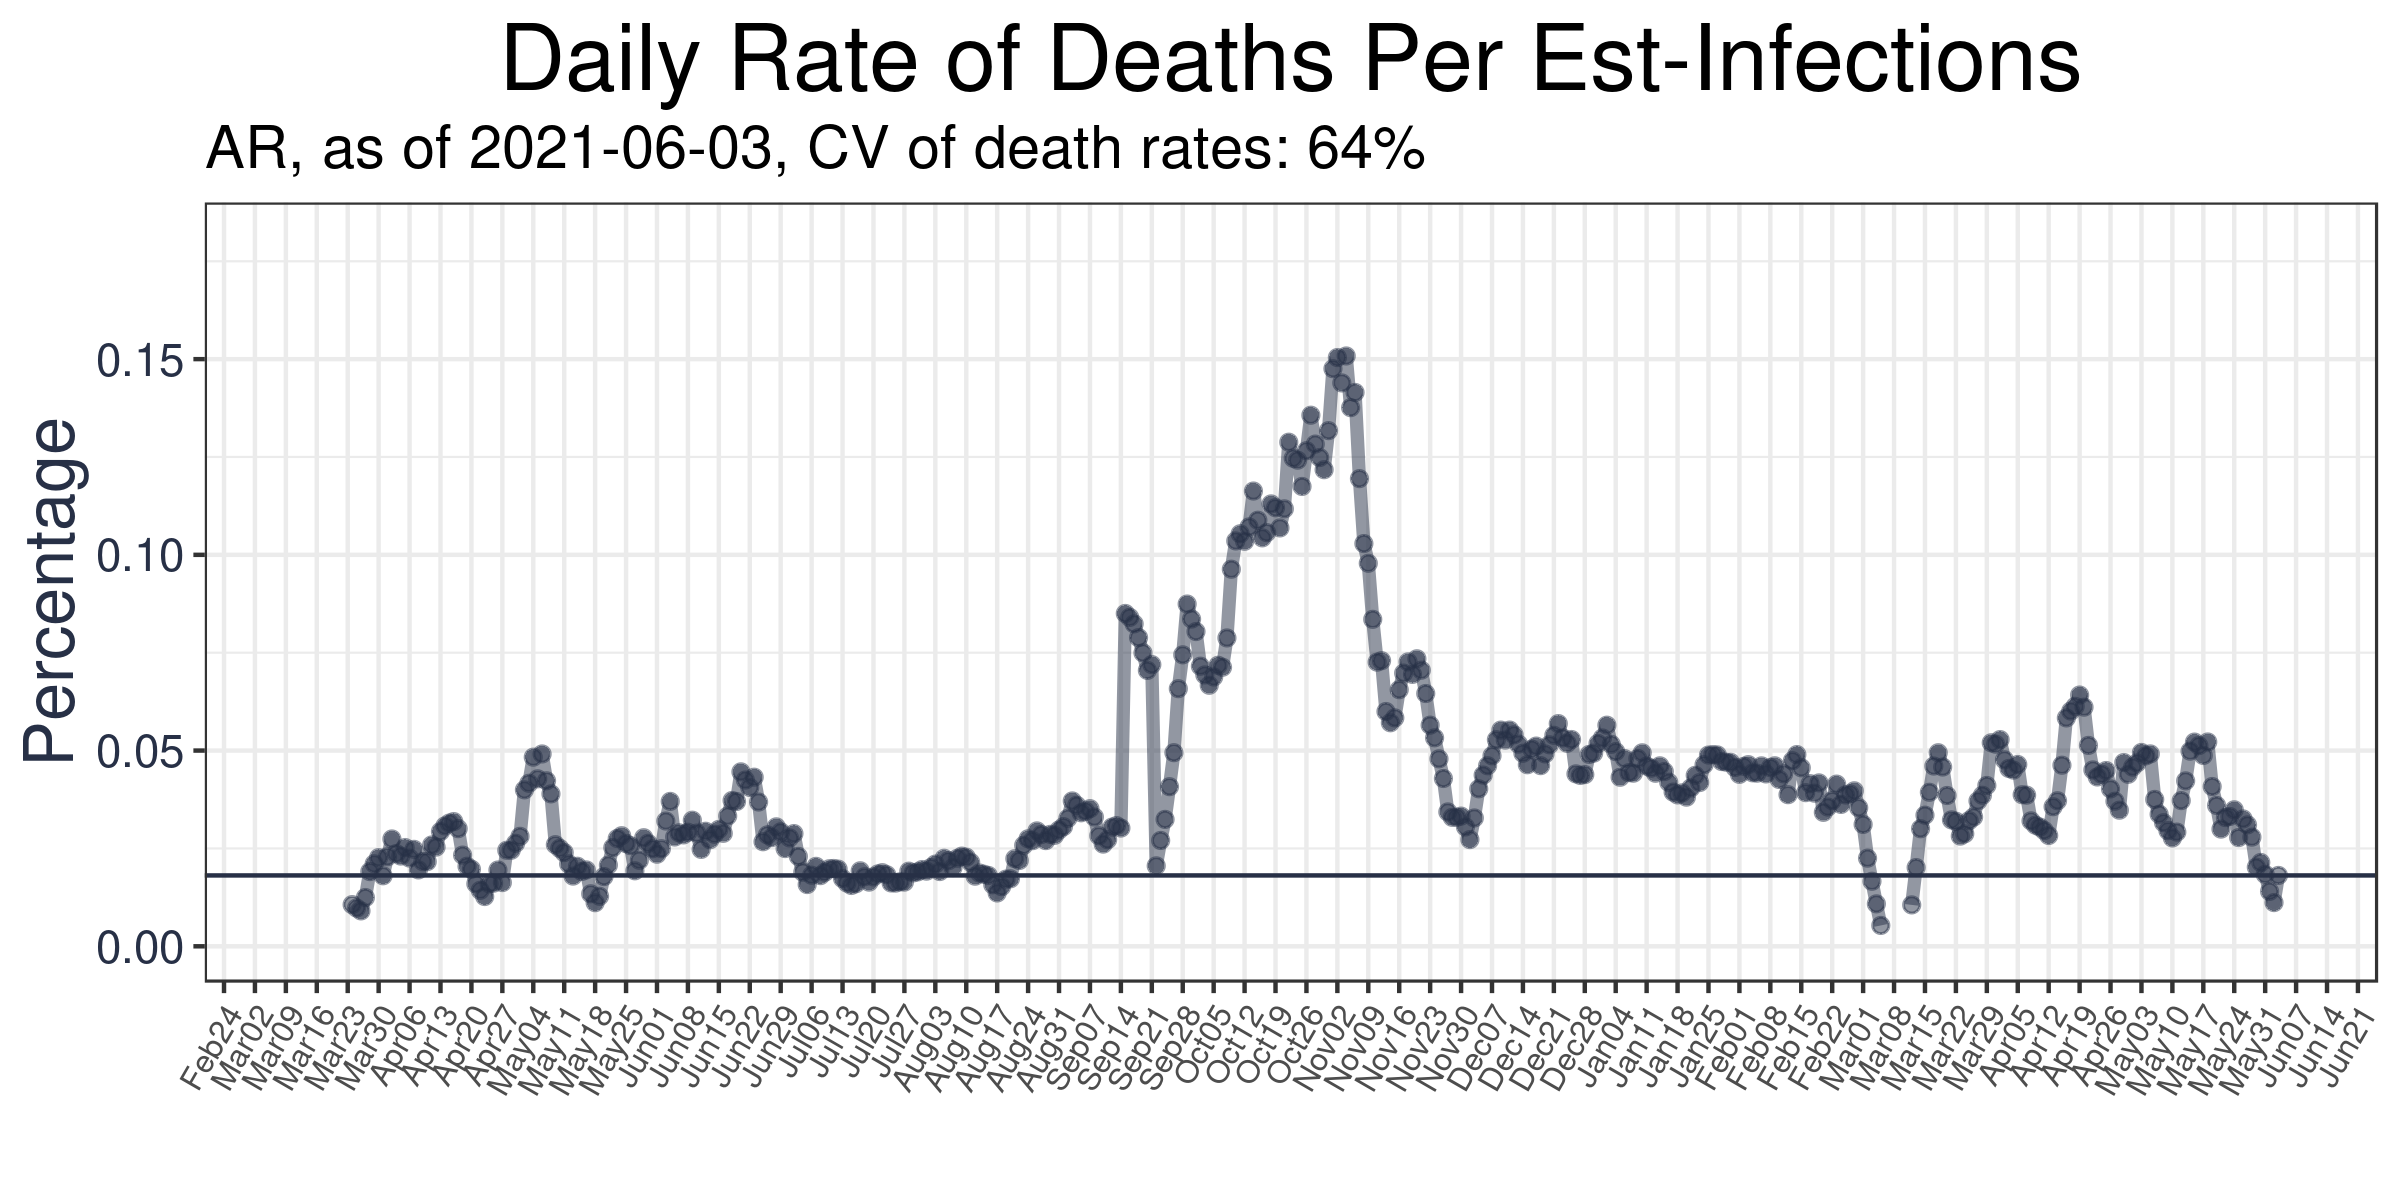 Daily Rate of Deaths Per Est-Infections
AR, as of 2021-06-03, CV of death rates: 64%
Percentage
0.15
0.10
0.05
0.00
Feb24
Mar02
Mar09
Mar16
Mar23
Mar30
Apr06
Apr13
Apr20
Apr27
May04
May11
May18
May25
Jun01
Jun08
Jun15
Jun22
Jun29
Jul06
Jul13
Jul20
Jul27
Aug03
Aug10
Aug17
Aug24
Aug31
Sep07
Sep14
Sep21
Sep28
Oct05
Oct12
Oct19
Oct26
Nov02
Nov09
Nov16
Nov23
Nov30
Dec07
Dec14
Dec21
Dec28
Jan04
Jan11
Jan18
Jan25
Feb01
Feb08
Feb15
Feb22
Mar01
Mar08
Mar15
Mar22
Mar29
Apr05
Apr12
Apr19
Apr26
May03
May10
May17
May24
May31
Jun07
Jun14
Jun21